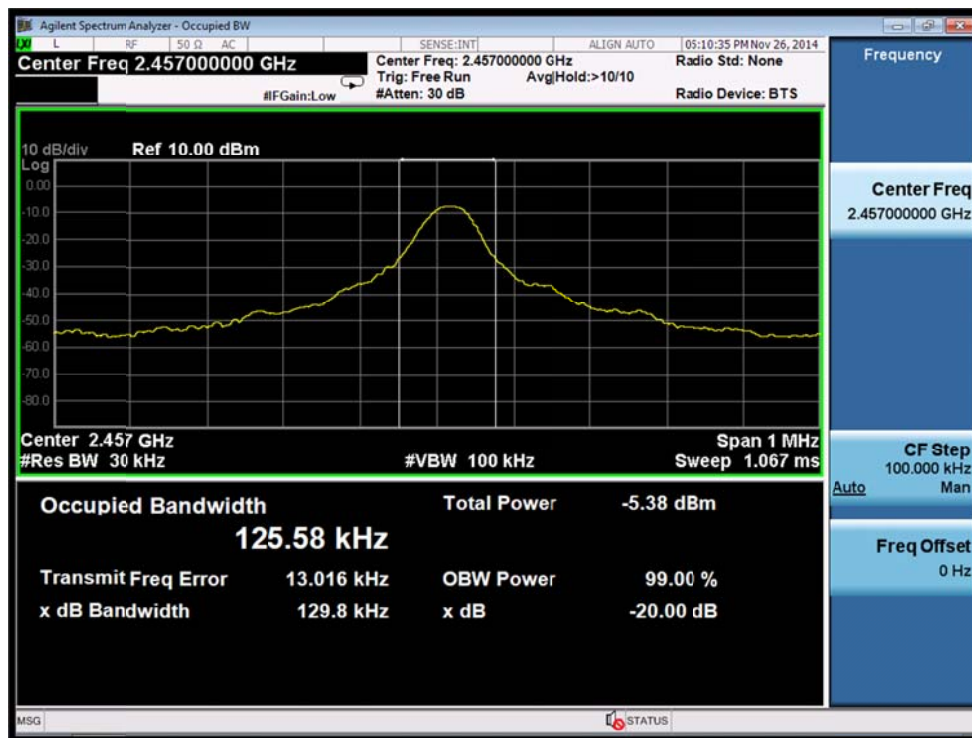 Agilent Spectrum Analyzer - Occupied BW
LXI L RF 50 Ω AC SENSE:INT ALIGN AUTO 05:10:35 PM Nov 26, 2014
Center Freq 2.457000000 GHz
Center Freq: 2.457000000 GHz
Radio Std: None
Trig: Free Run Avg|Hold:>10/10
#IFGain:Low
#Atten: 30 dB
Radio Device: BTS
10 dB/div Ref 10.00 dBm
Log
0.00
-10.0
-20.0
-30.0
-40.0
-50.0
-60.0
-70.0
-80.0
Center 2.457 GHz Span 1 MHz
#Res BW 30 kHz #VBW 100 kHz Sweep 1.067 ms
Occupied Bandwidth Total Power -5.38 dBm
125.58 kHz
Transmit Freq Error 13.016 kHz OBW Power 99.00 %
x dB Bandwidth 129.8 kHz x dB -20.00 dB
MSG STATUS
Frequency
Center Freq
2.457000000 GHz
CF Step
100.000 kHz
Auto Man
Freq Offset
0 Hz